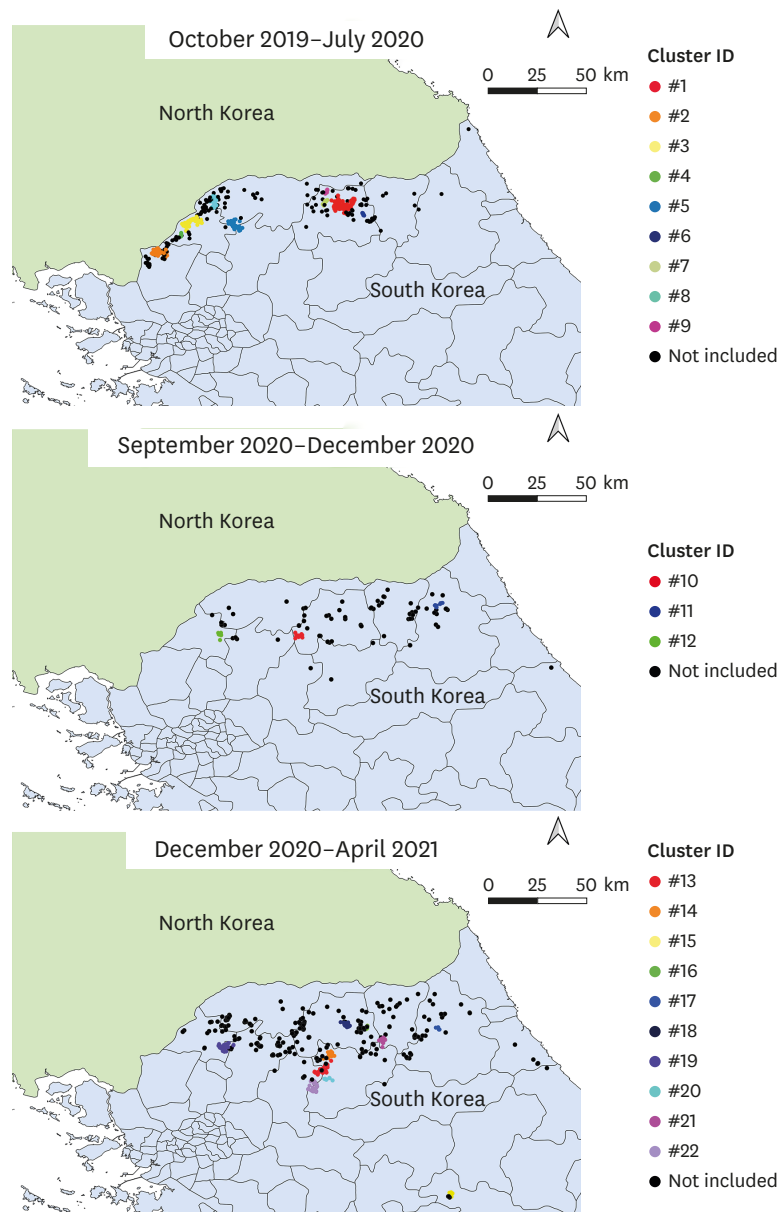 October 2019–July 2020
0 25 50 km
North Korea
South Korea
Cluster ID
#1
#2
#3
#4
#5
#6
#7
#8
#9
Not included
September 2020–December 2020
0 25 50 km
North Korea
South Korea
Cluster ID
#10
#11
#12
Not included
December 2020–April 2021
0 25 50 km
North Korea
South Korea
Cluster ID
#13
#14
#15
#16
#17
#18
#19
#20
#21
#22
Not included